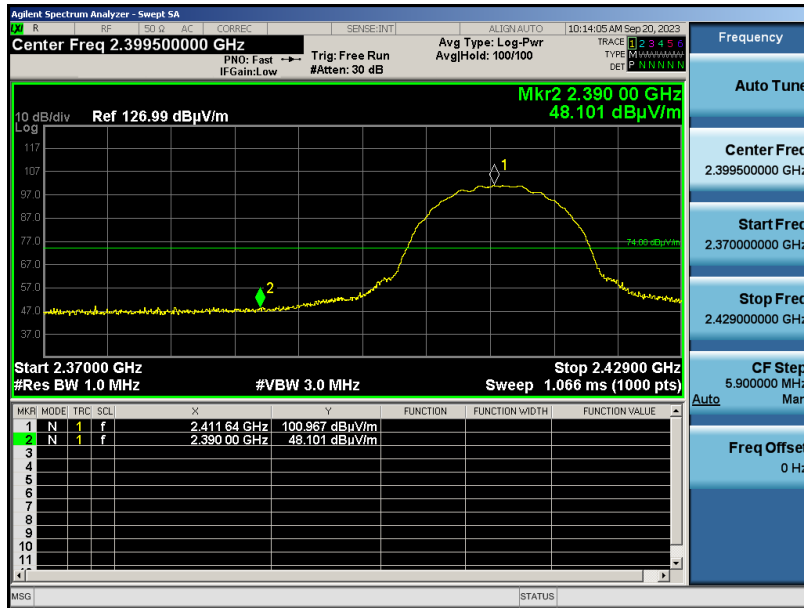 Agilent Spectrum Analyzer - Swept SA
LXI R RF 50 Ω AC CORREC SENSE:INT ALIGN AUTO 10:14:05 AM Sep 20, 2023
Center Freq 2.399500000 GHz
PNO: Fast
IFGain:Low
Trig: Free Run
#Atten: 30 dB
Avg Type: Log-Pwr
Avg|Hold: 100/100
TRACE 1 2 3 4 5 6
TYPE M W W W W W
DET P N N N N N
Mkr2 2.390 00 GHz
48.101 dBµV/m
10 dB/div Ref 126.99 dBµV/m
Log
117
107
97.0
87.0
77.0
67.0
57.0
47.0
37.0
1
2
74.00 dBµV/m
Start 2.37000 GHz Stop 2.42900 GHz
#Res BW 1.0 MHz #VBW 3.0 MHz Sweep 1.066 ms (1000 pts)
MKR MODE TRC SCL X Y FUNCTION FUNCTION WIDTH FUNCTION VALUE
1 N 1 f 2.411 64 GHz 100.967 dBµV/m
2 N 1 f 2.390 00 GHz 48.101 dBµV/m
3
4
5
6
7
8
9
10
11
MSG STATUS
Frequency
Auto Tune
Center Freq
2.399500000 GHz
Start Freq
2.370000000 GHz
Stop Freq
2.429000000 GHz
CF Step
5.900000 MHz
Auto Man
Freq Offset
0 Hz